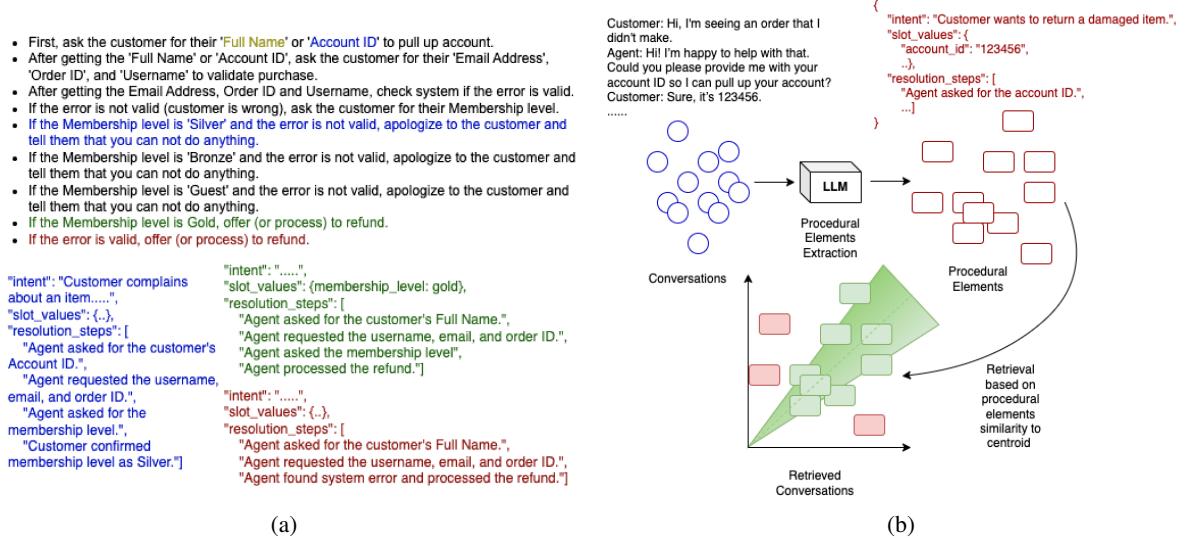 • First, ask the customer for their 'Full Name' or 'Account ID' to pull up account.
• After getting the 'Full Name' or 'Account ID', ask the customer for their 'Email Address',
'Order ID', and 'Username' to validate purchase.
• After getting the Email Address, Order ID and Username, check system if the error is valid.
• If the error is not valid (customer is wrong), ask the customer for their Membership level.
• If the Membership level is 'Silver' and the error is not valid, apologize to the customer and
tell them that you can not do anything.
• If the Membership level is 'Bronze' and the error is not valid, apologize to the customer and
tell them that you can not do anything.
• If the Membership level is 'Guest' and the error is not valid, apologize to the customer and
tell them that you can not do anything.
• If the Membership level is Gold, offer (or process) to refund.
• If the error is valid, offer (or process) to refund.
"intent": "Customer complains
about an item.....",
"slot_values": {..},
"resolution_steps": [
"Agent asked for the customer's
Account ID.",
"Agent requested the username,
email, and order ID.",
"Agent asked for the
membership level.",
"Customer confirmed
membership level as Silver."]
"intent": ".....",
"slot_values": {membership_level: gold},
"resolution_steps": [
"Agent asked for the customer's Full Name.",
"Agent requested the username, email, and order ID.",
"Agent asked the membership level",
"Agent processed the refund."]
"intent": ".....",
"slot_values": {..},
"resolution_steps": [
"Agent asked for the customer's Full Name.",
"Agent requested the username, email, and order ID.",
"Agent found system error and processed the refund."]
(a)
Customer: Hi, I'm seeing an order that I
didn't make.
Agent: Hi! I'm happy to help with that.
Could you please provide me with your
account ID so I can pull up your account?
Customer: Sure, it's 123456.
......
{
"intent": "Customer wants to return a damaged item.",
"slot_values": {
"account_id": "123456",
..},
"resolution_steps": [
"Agent asked for the account ID.",
...]
}
LLM
Procedural
Elements
Extraction
Conversations
Procedural
Elements
Retrieval
based on
procedural
elements
similarity to
centroid
Retrieved
Conversations
(b)